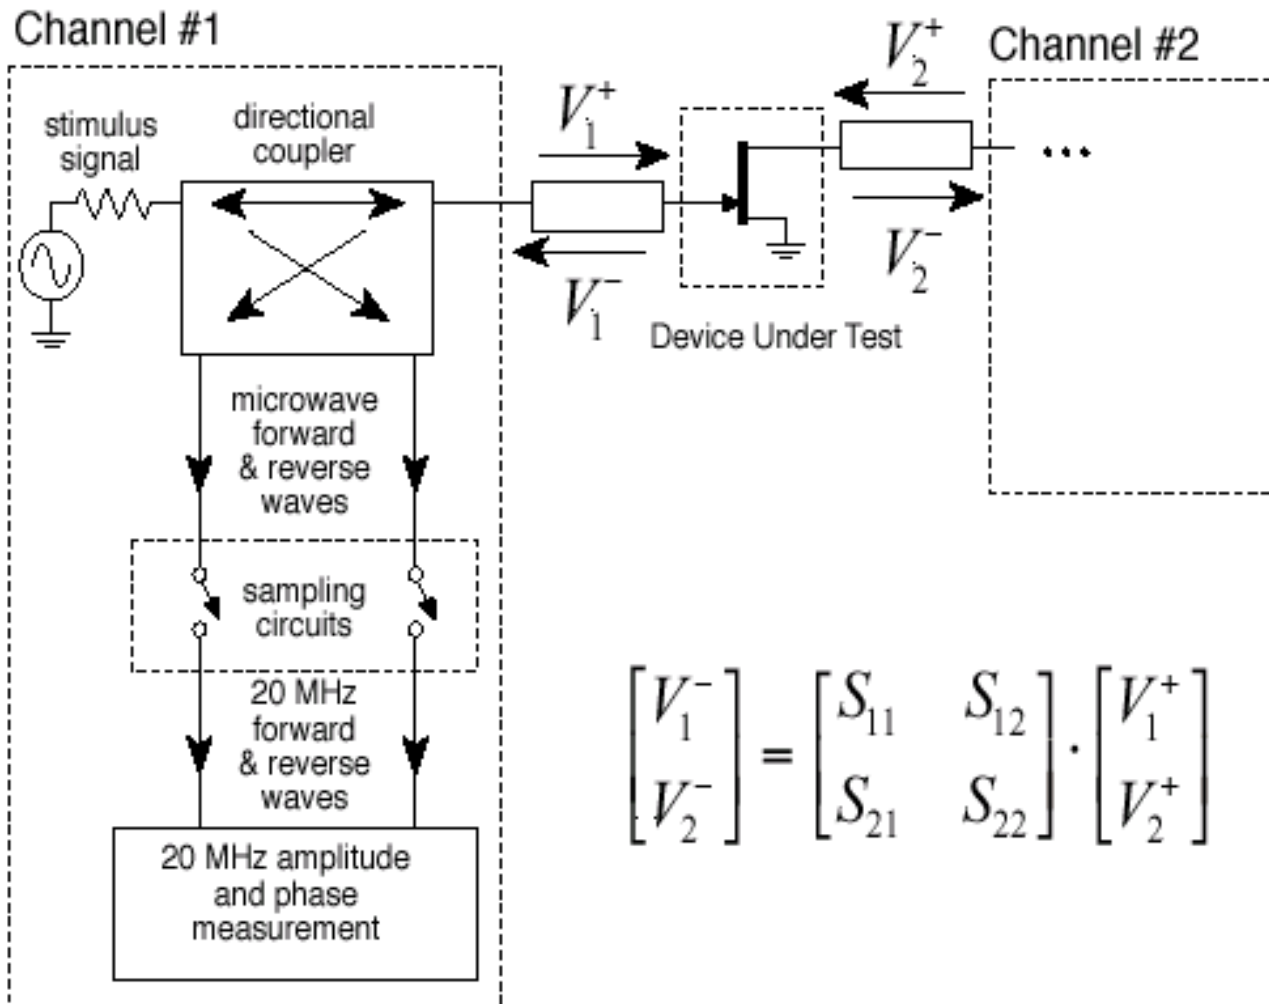 Channel #1
stimulus
signal
directional
coupler
V₁⁺
V₁⁻
Device Under Test
V₂⁺
V₂⁻
Channel #2
...
microwave
forward
& reverse
waves
sampling
circuits
20 MHz
forward
& reverse
waves
20 MHz amplitude
and phase
measurement
[V₁⁻] = [S₁₁ S₁₂] · [V₁⁺]
[V₂⁻] [S₂₁ S₂₂] [V₂⁺]